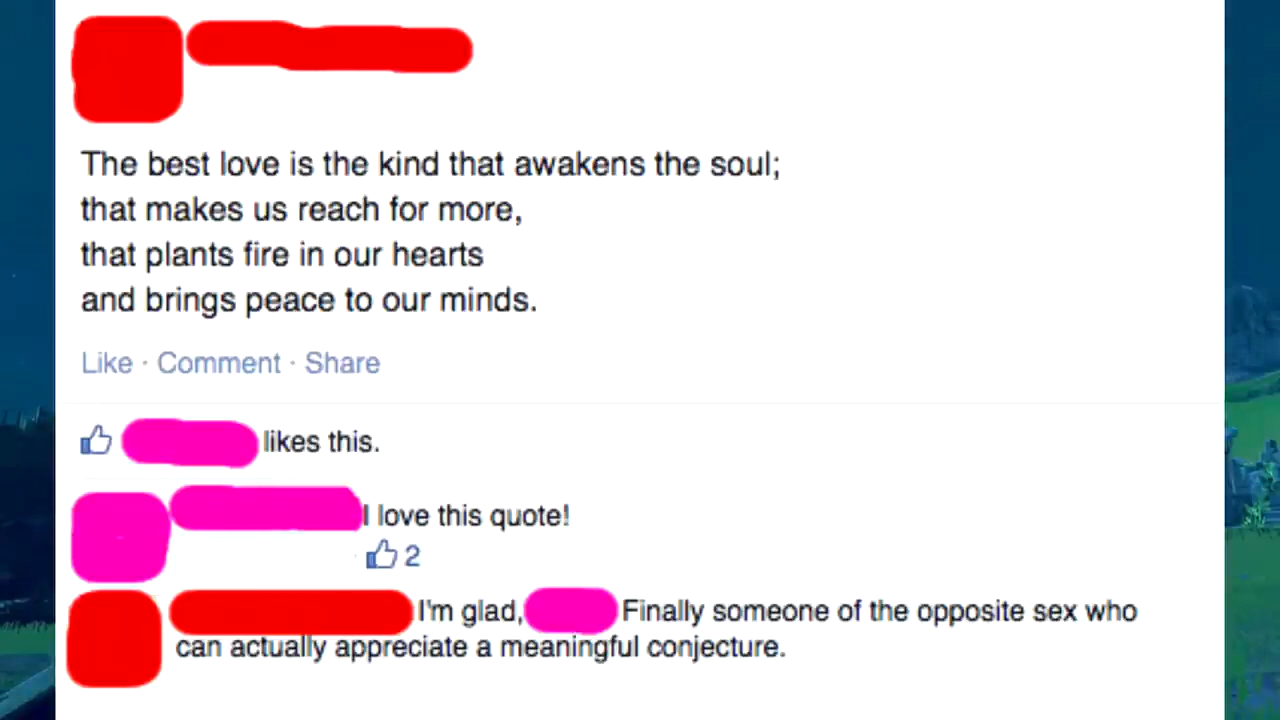 The best love is the kind that awakens the soul;
that makes us reach for more,
that plants fire in our hearts
and brings peace to our minds.
Like · Comment · Share
likes this.
I love this quote!
2
I'm glad, Finally someone of the opposite sex who
can actually appreciate a meaningful conjecture.